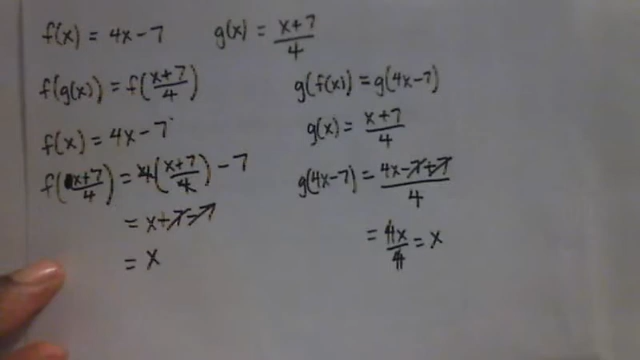 f(x) = 4x - 7 g(x) = (x+7)/4
f(g(x)) = f((x+7)/4) g(f(x)) = g(4x-7)
f(x) = 4x - 7 g(x) = (x+7)/4
f((x+7)/4) = 4((x+7)/4) - 7 g(4x-7) = (4x-7+7)/4
= x+7-7 = 4x/4 = x
= x